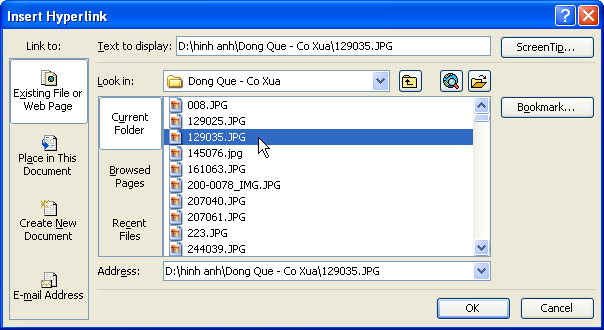 Insert Hyperlink
Link to:
Text to display: D:\hinh anh\Dong Que - Co Xua\129035.JPG
ScreenTip...
Existing File or
Web Page
Place in This
Document
Create New
Document
E-mail Address
Look in: Dong Que - Co Xua
Current
Folder
Browsed
Pages
Recent
Files
008.JPG
129025.JPG
129035.JPG
145076.jpg
161063.JPG
200-0078_IMG.JPG
207040.JPG
207061.JPG
223.JPG
244039.JPG
Bookmark...
Address: D:\hinh anh\Dong Que - Co Xua\129035.JPG
OK
Cancel